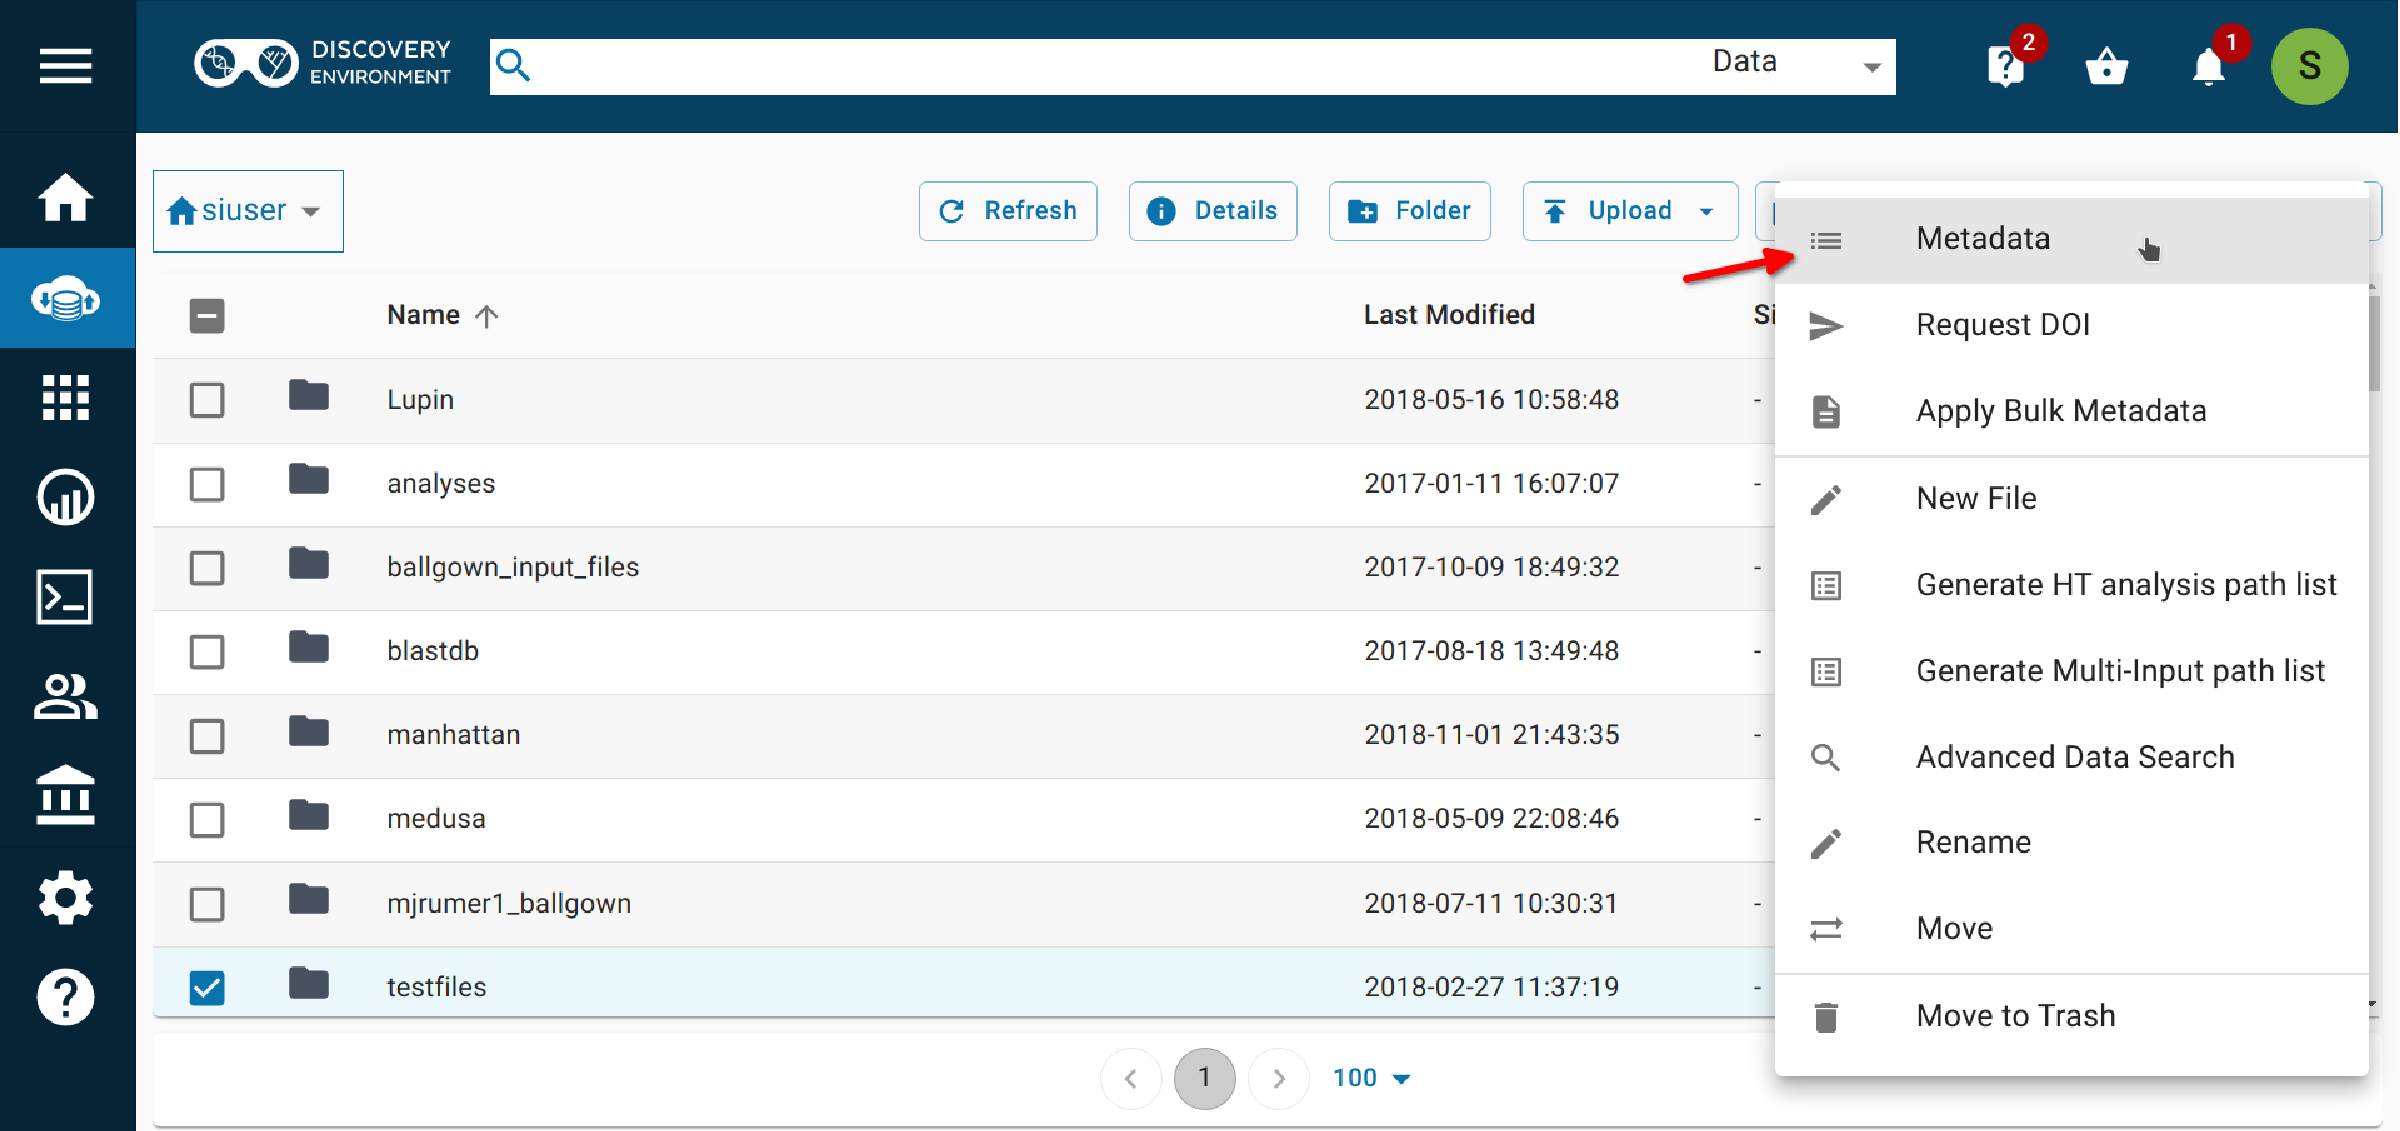 DISCOVERY
ENVIRONMENT
Data
2
1
S
siuser
Refresh
Details
Folder
Upload
Name
Last Modified
Si
Lupin
2018-05-16 10:58:48
-
analyses
2017-01-11 16:07:07
-
ballgown_input_files
2017-10-09 18:49:32
-
blastdb
2017-08-18 13:49:48
-
manhattan
2018-11-01 21:43:35
-
medusa
2018-05-09 22:08:46
-
mjrumer1_ballgown
2018-07-11 10:30:31
-
testfiles
2018-02-27 11:37:19
-
1
100
Metadata
Request DOI
Apply Bulk Metadata
New File
Generate HT analysis path list
Generate Multi-Input path list
Advanced Data Search
Rename
Move
Move to Trash